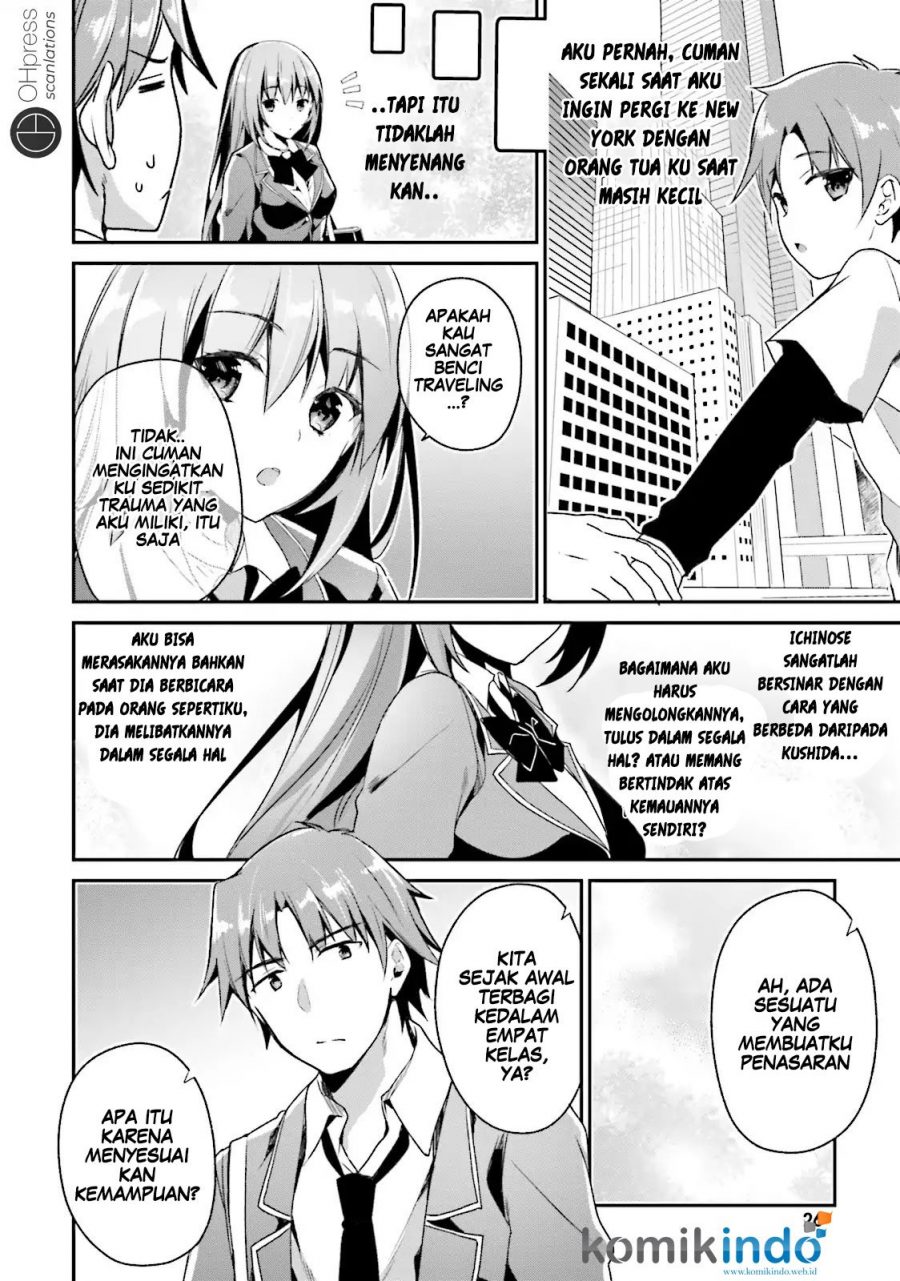 AKU PERNAH, CUMAN
SEKALI SAAT AKU
INGIN PERGI KE NEW
YORK DENGAN
ORANG TUA KU SAAT
MASIH KECIL
..TAPI ITU
TIDAKLAH
MENYENANG
KAN..
OHpress
scanlations
APAKAH
KAU
SANGAT
BENCI
TRAVELING
...?
TIDAK..
INI CUMAN
MENGINGATKAN
KU SEDIKIT
TRAUMA YANG
AKU MILIKI, ITU
SAJA
ICHINOSE
SANGATLAH
BERSINAR DENGAN
CARA YANG
BERBEDA DARIPADA
KUSHIDA...
BAGAIMANA AKU
HARUS
MENGOLONGKANNYA,
TULUS DALAM SEGALA
HAL? ATAU MEMANG
BERTINDAK ATAS
KEMAUANNYA
SENDIRI?
AKU BISA
MERASAKANNYA BAHKAN
SAAT DIA BERBICARA
PADA ORANG SEPERTIKU,
DIA MELIBATKANNYA
DALAM SEGALA HAL
AH, ADA
SESUATU
YANG
MEMBUATKU
PENASARAN
KITA
SEJAK AWAL
TERBAGI
KEDALAM
EMPAT
KELAS,
YA?
APA ITU
KARENA
MENYESUAI
KAN
KEMAMPUAN?
26
komikindo
www.komikindo.web.id